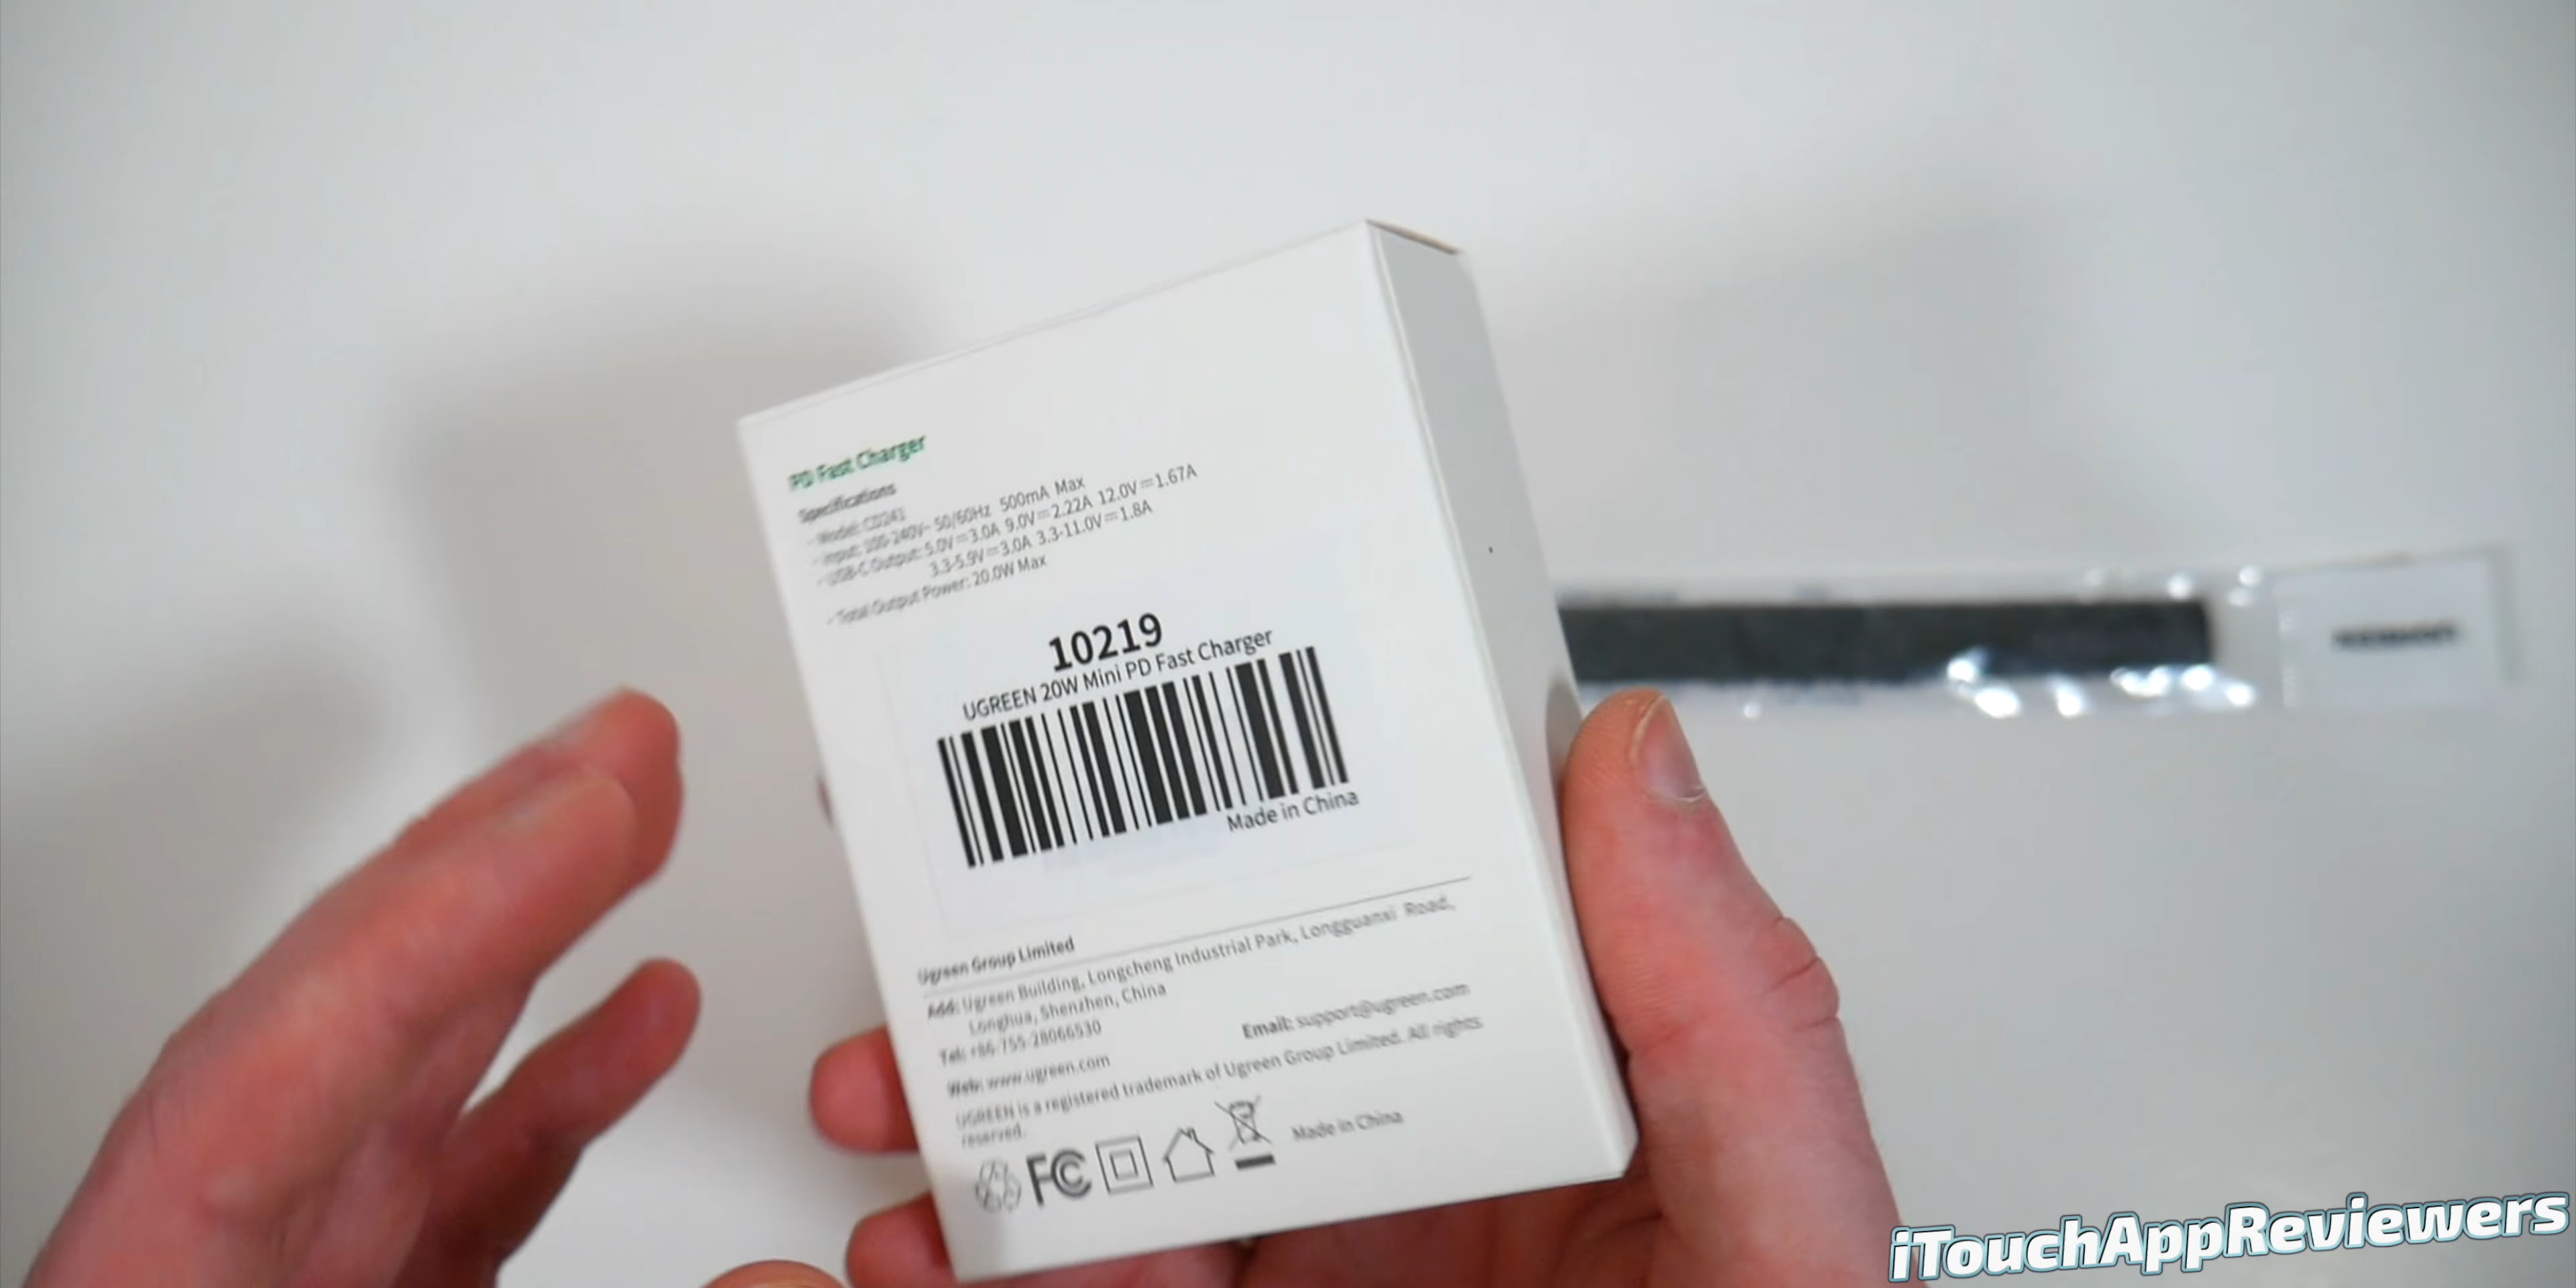 PD Fast Charger
Specifications
- Model: CD241
- Input: 100-240V~ 50/60Hz 500mA Max
- USB-C Output: 5.0V⎓3.0A 9.0V⎓2.22A 12.0V⎓1.67A
3.3-5.9V⎓3.0A 3.3-11.0V⎓1.8A
- Total Output Power: 20.0W Max
10219
UGREEN 20W Mini PD Fast Charger
Made in China
Ugreen Group Limited
Add: Ugreen Building, Longcheng Industrial Park, Longguanxi Road,
Longhua, Shenzhen, China
Tel: +86-755-28066530
Email: support@ugreen.com
Web: www.ugreen.com
UGREEN is a registered trademark of Ugreen Group Limited. All rights
reserved.
FC
Made in China
iTouchAppReviewers